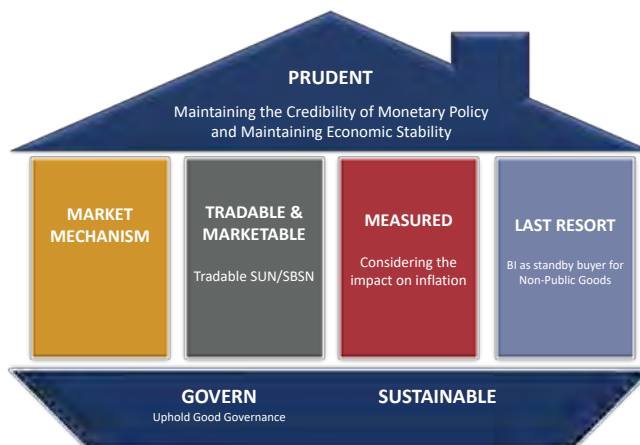 PRUDENT
Maintaining the Credibility of Monetary Policy
and Maintaining Economic Stability
MARKET
MECHANISM
TRADABLE &
MARKETABLE
Tradable SUN/SBSN
MEASURED
Considering the
impact on inflation
LAST RESORT
BI as standby buyer for
Non-Public Goods
GOVERN
Uphold Good Governance
SUSTAINABLE